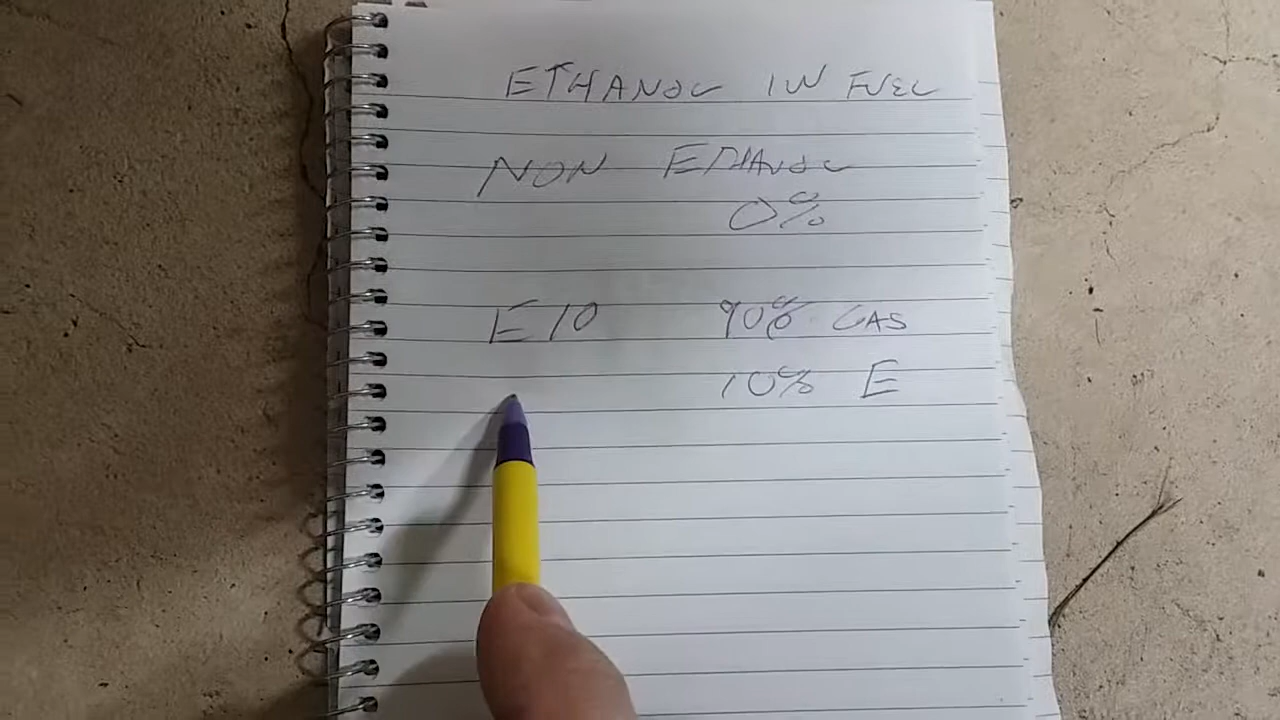 ETHANOL IN FUEL
NON ETHANOL
0%
E10 90% GAS
10% E